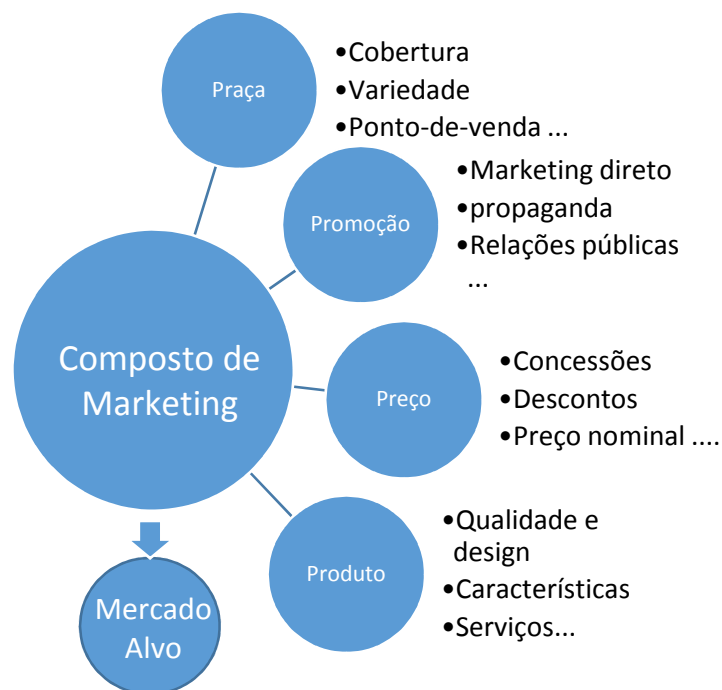 Praça
•Cobertura
•Variedade
•Ponto-de-venda ...
Promoção
•Marketing direto
•propaganda
•Relações públicas
...
Composto de
Marketing
Preço
•Concessões
•Descontos
•Preço nominal ....
Produto
•Qualidade e
design
•Características
•Serviços...
Mercado
Alvo